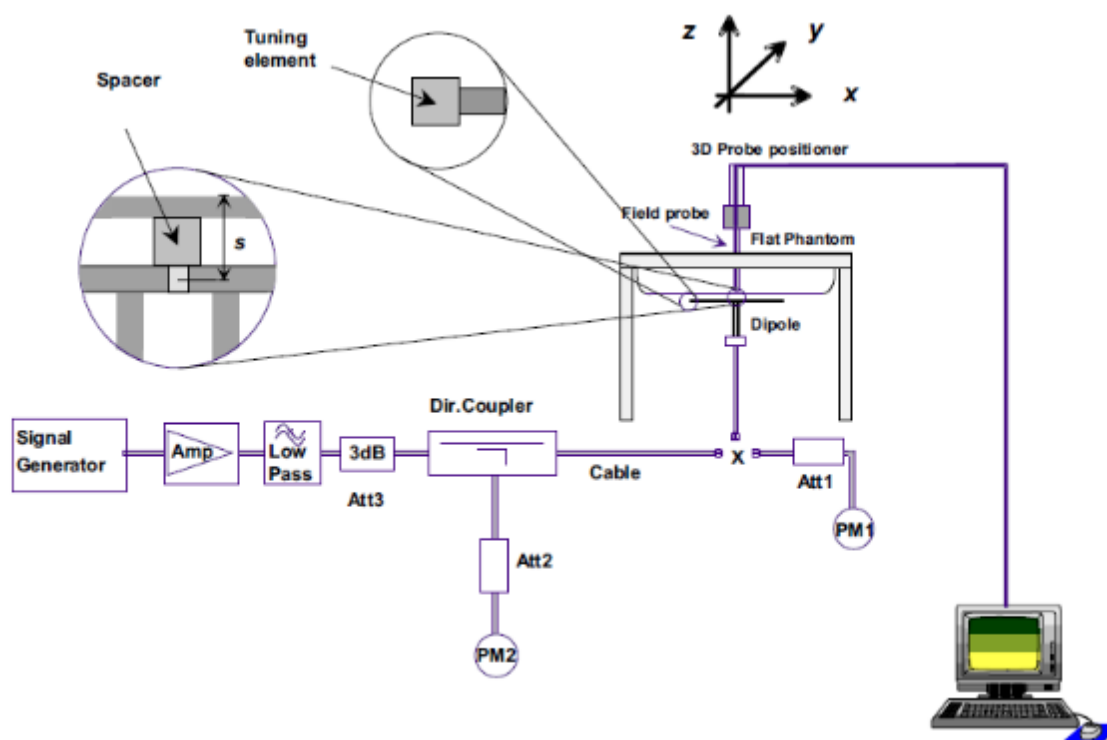 Tuning
element
Spacer
s
z
y
x
3D Probe positioner
Field probe
Flat Phantom
Dipole
Dir.Coupler
Signal
Generator
Amp
Low
Pass
3dB
Att3
Cable
x
Att1
PM1
Att2
PM2